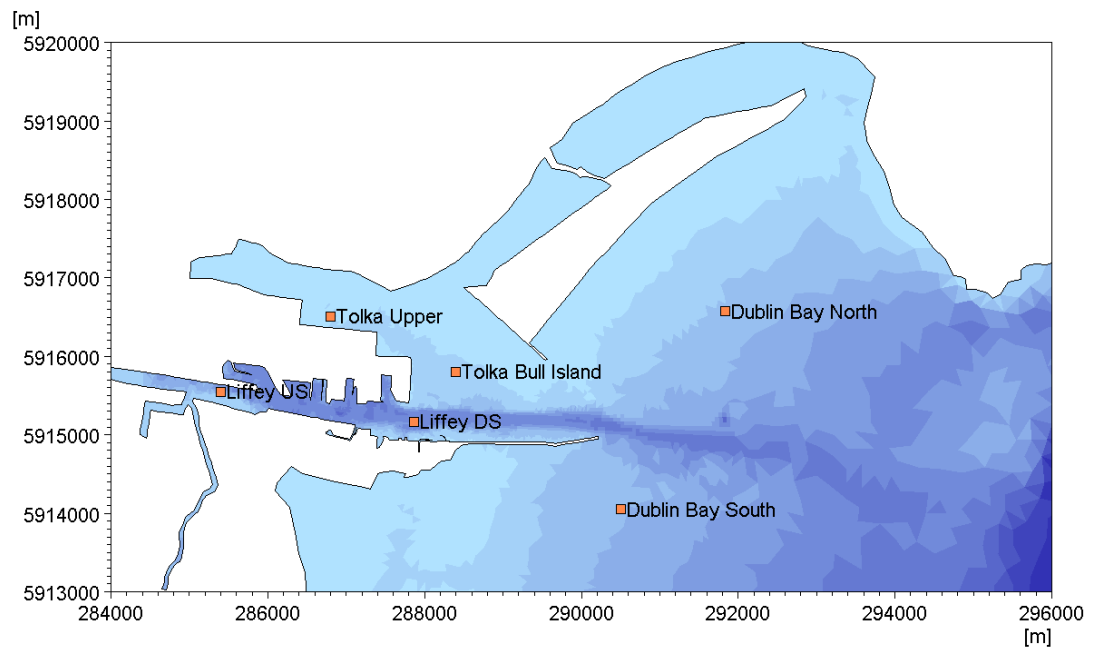 [m]
5920000
5919000
5918000
5917000
Tolka Upper
Dublin Bay North
5916000
Tolka Bull Island
Liffey US
Liffey DS
5915000
Dublin Bay South
5914000
5913000
284000 286000 288000 290000 292000 294000 296000
[m]